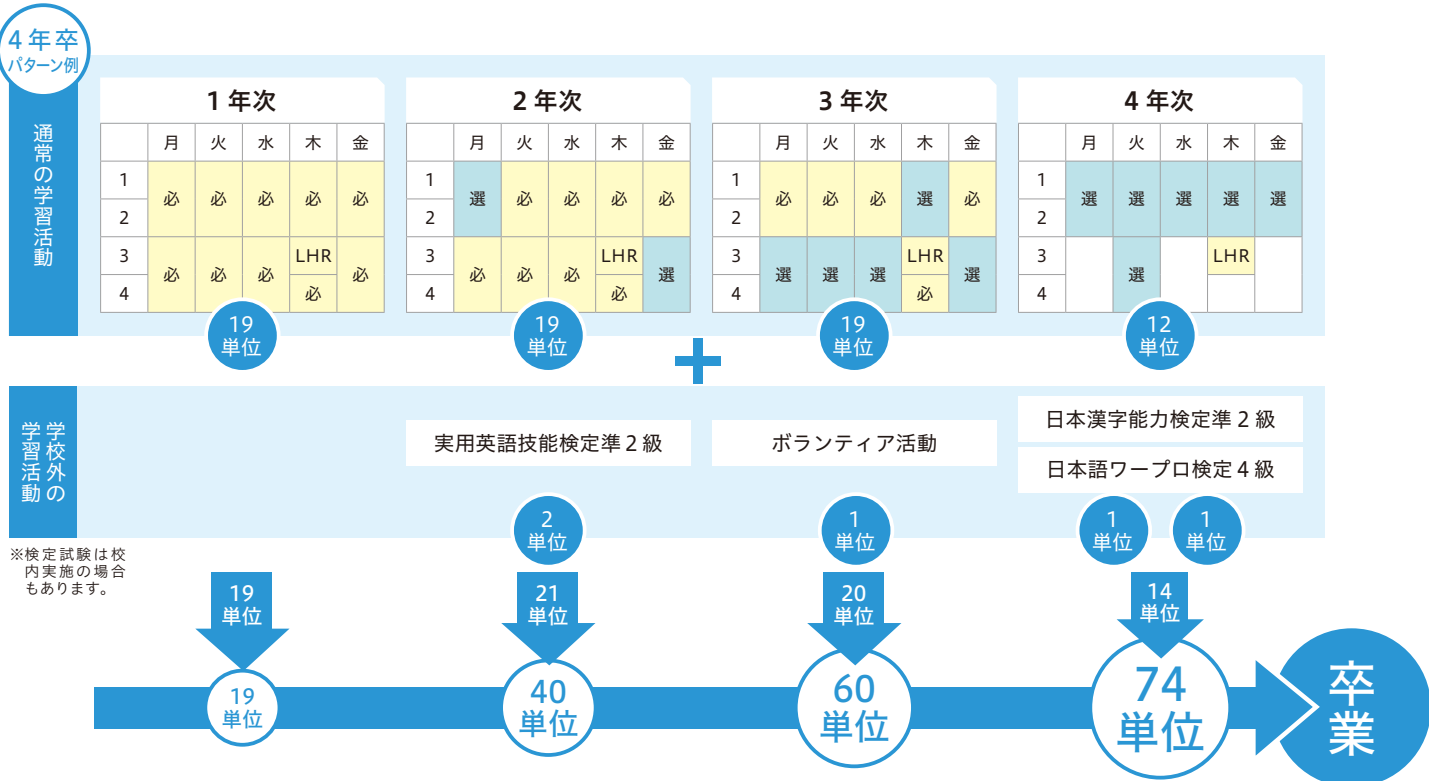 4年卒
パターン例
通常の学習活動
1年次
月 火 水 木 金
1
必 必 必 必 必
2
3
必 必 必 LHR 必
4
必
19
単位
2年次
月 火 水 木 金
1
選 必 必 必 必
2
3
必 必 必 LHR 選
4
必
19
単位
3年次
月 火 水 木 金
1
必 必 必 選 必
2
3
選 選 選 LHR 選
4
必
19
単位
4年次
月 火 水 木 金
1
選 選 選 選 選
2
3
選 LHR
4
12
単位
学校外の
学習活動
実用英語技能検定準2級
2
単位
ボランティア活動
1
単位
日本漢字能力検定準2級
日本語ワープロ検定4級
1
単位
1
単位
※検定試験は校
内実施の場合
もあります。
19
単位
21
単位
20
単位
14
単位
19
単位
40
単位
60
単位
74
単位
卒業